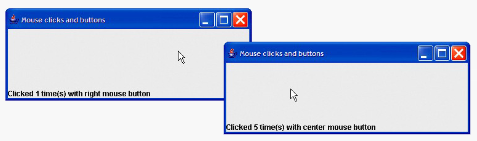 Mouse clicks and buttons
Clicked 1 time(s) with right mouse button
Mouse clicks and buttons
Clicked 5 time(s) with center mouse button